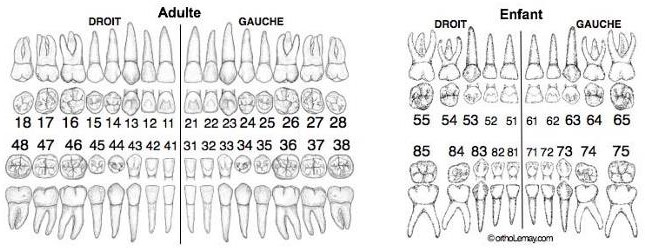 Adulte
DROIT GAUCHE
18 17 16 15 14 13 12 11 21 22 23 24 25 26 27 28
48 47 46 45 44 43 42 41 31 32 33 34 35 36 37 38
Enfant
DROIT GAUCHE
55 54 53 52 51 61 62 63 64 65
85 84 83 82 81 71 72 73 74 75
©orthoLemay.com